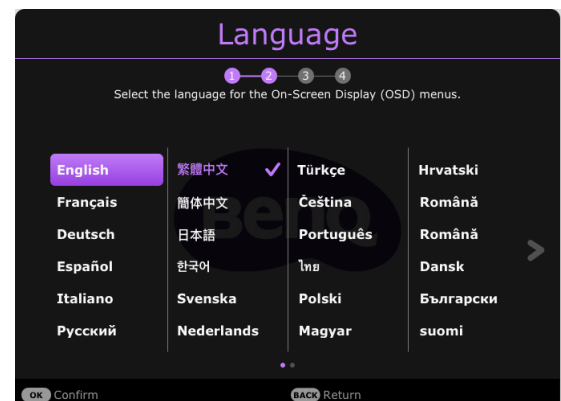 Language
1 2 3 4
Select the language for the On-Screen Display (OSD) menus.
English
Français
Deutsch
Español
Italiano
Русский
繁體中文
簡体中文
日本語
한국어
Svenska
Nederlands
Türkçe
Čeština
Português
ไทย
Polski
Magyar
Hrvatski
Română
Română
Dansk
Български
suomi
BenQ
OK Confirm
BACK Return